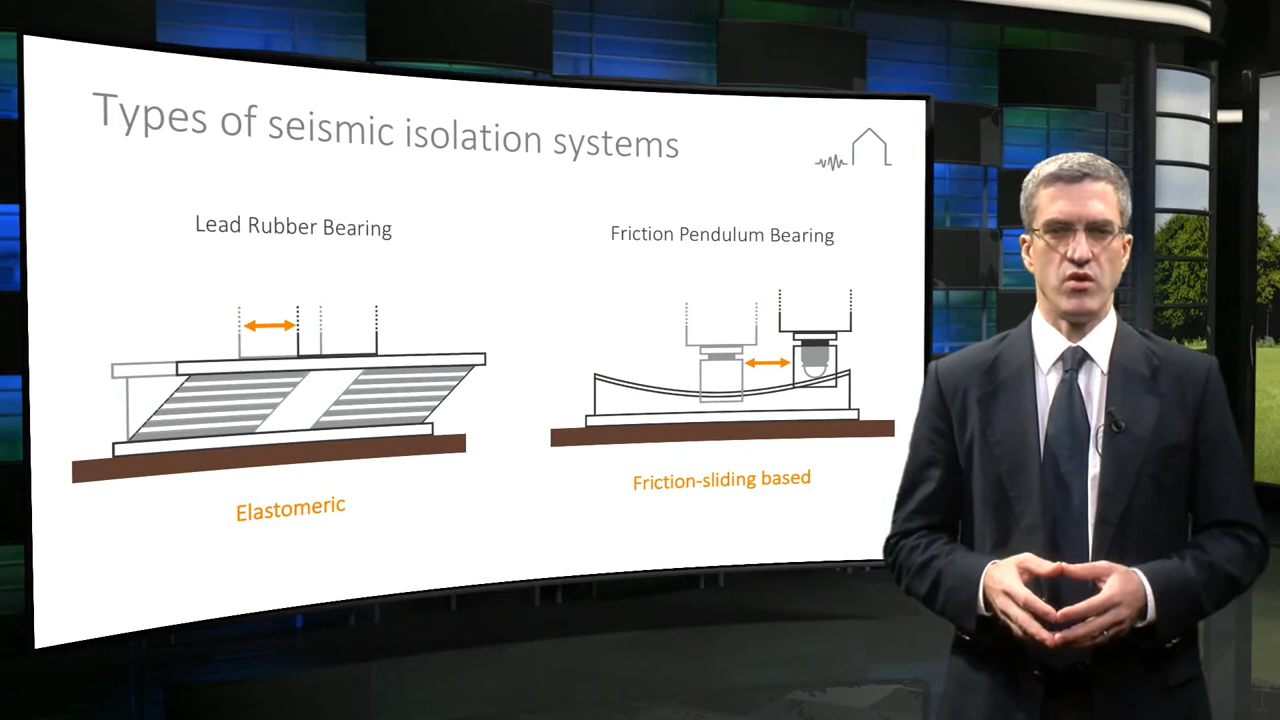 Types of seismic isolation systems
Lead Rubber Bearing
Friction Pendulum Bearing
Elastomeric
Friction-sliding based